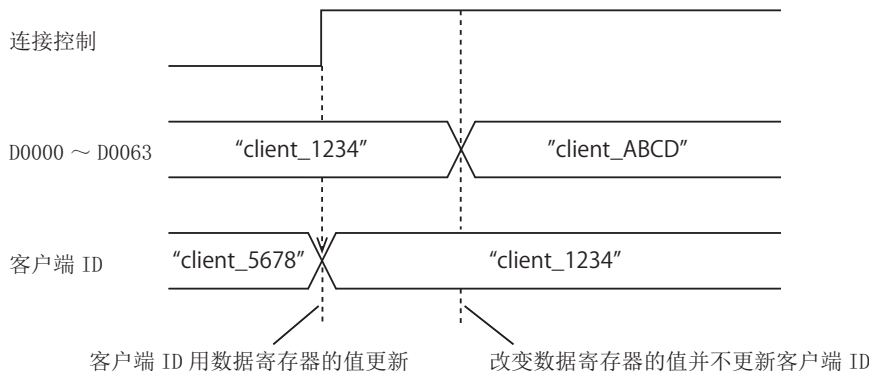 连接控制
D0000 ～ D0063
“client_1234”
”client_ABCD”
客户端 ID
“client_5678”
“client_1234”
客户端 ID 用数据寄存器的值更新
改变数据寄存器的值并不更新客户端 ID